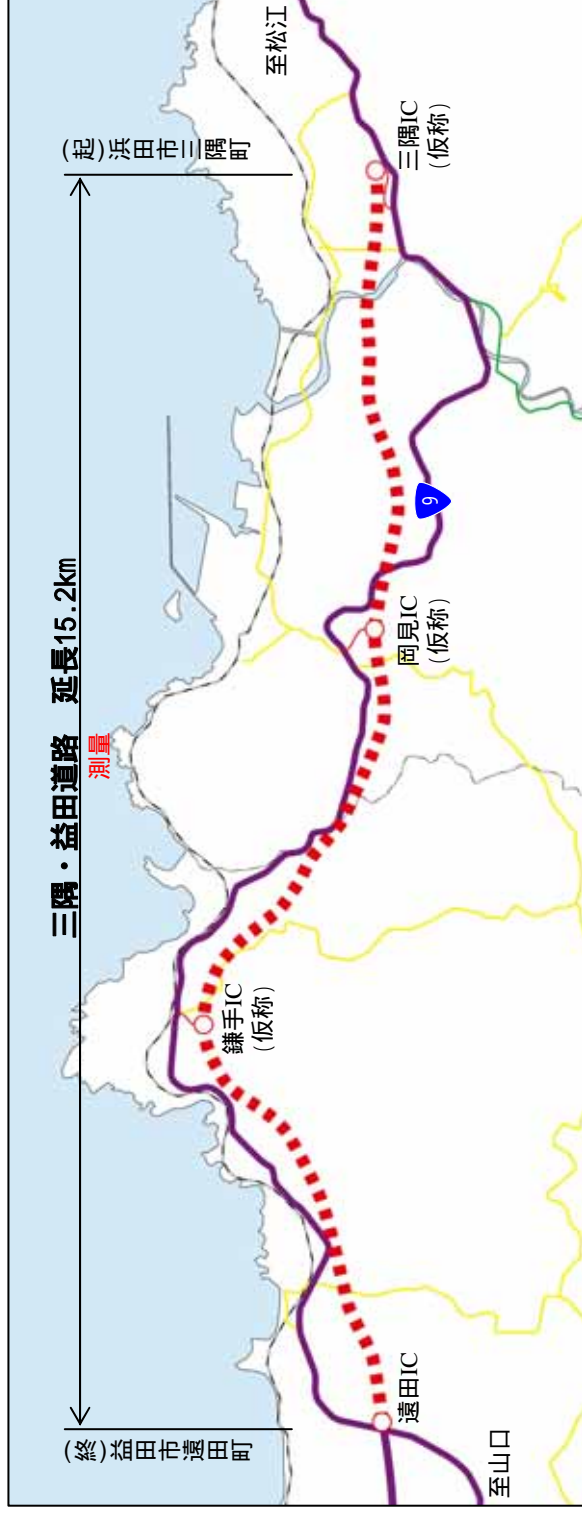 三隅・益田道路　延長15.2km
測量
(終)益田市遠田町
(起)浜田市三隅町
至松江
三隅IC
(仮称)
9
岡見IC
(仮称)
鎌手IC
(仮称)
遠田IC
至山口